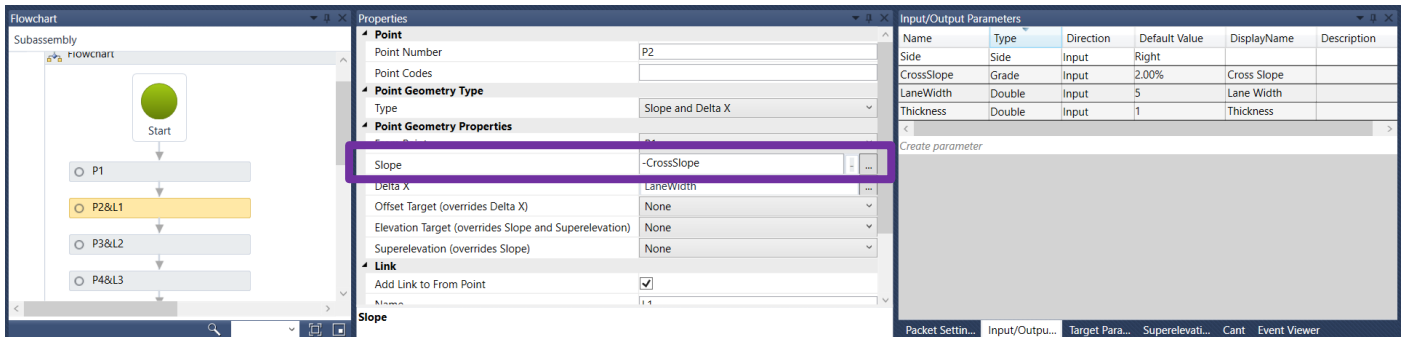 Flowchart
Subassembly
Flowchart
Start
P1
P2&L1
P3&L2
P4&L3
Properties
Point
Point Number P2
Point Codes
Point Geometry Type
Type Slope and Delta X
Point Geometry Properties
Slope -CrossSlope ...
Delta X LaneWidth ...
Offset Target (overrides Delta X) None
Elevation Target (overrides Slope and Superelevation) None
Superelevation (overrides Slope) None
Link
Add Link to From Point
Name L1
Slope
Input/Output Parameters
Name Type Direction Default Value DisplayName Description
Side Side Input Right
CrossSlope Grade Input 2.00% Cross Slope
LaneWidth Double Input 5 Lane Width
Thickness Double Input 1 Thickness
Create parameter
Packet Settin... Input/Outpu... Target Para... Superelevati... Cant Event Viewer